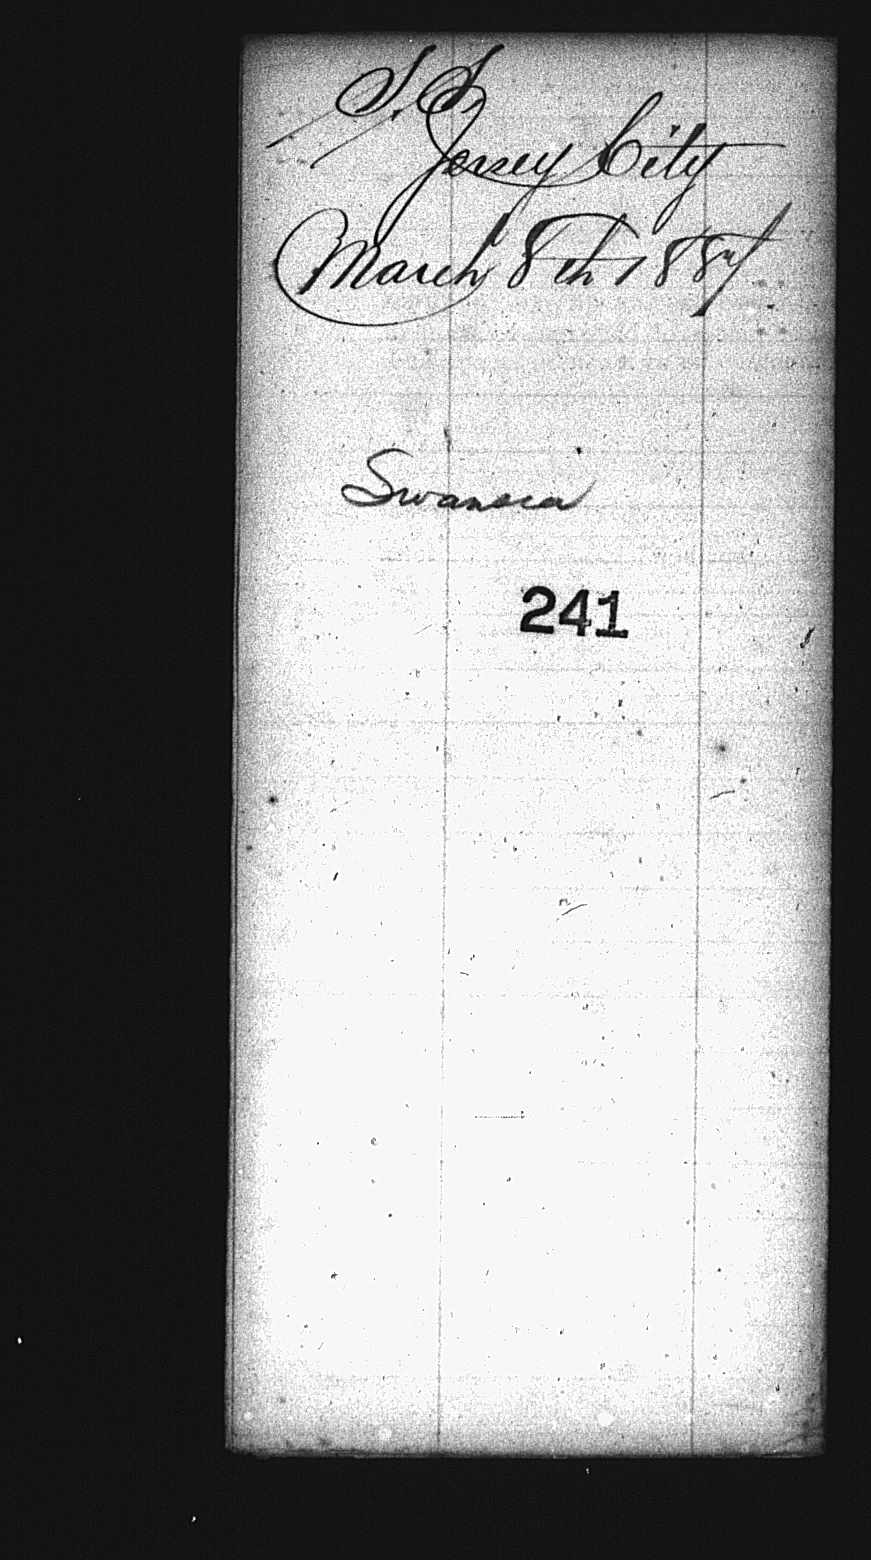 S.S.
Jersey City
March 8th 1887
Swansea
241